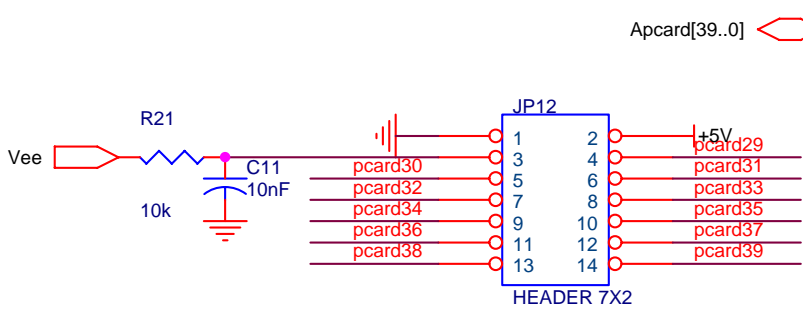 Apcard[39..0]
JP12
R21
1 2 +5V
Vee
3 4 pcard29
C11
10nF
pcard30 5 6 pcard31
pcard32 7 8 pcard33
10k
pcard34 9 10 pcard35
pcard36 11 12 pcard37
pcard38 13 14 pcard39
HEADER 7X2